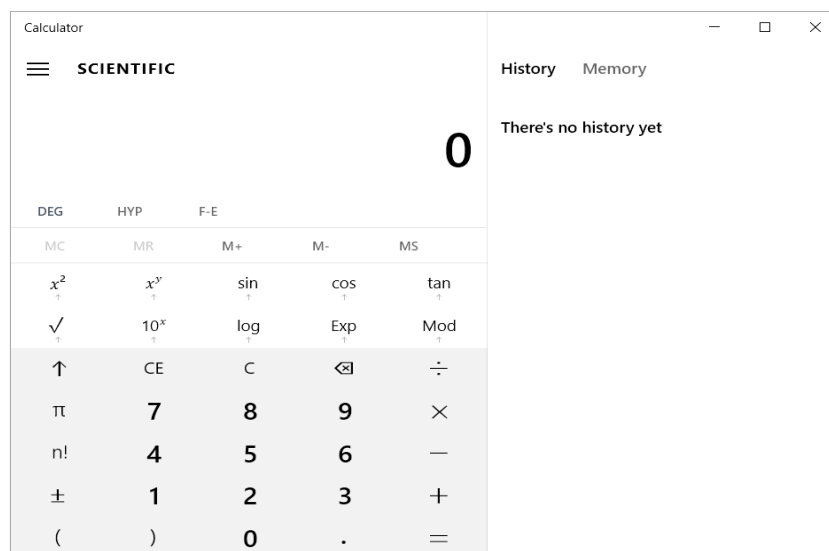 Calculator
SCIENTIFIC
History Memory
There's no history yet
0
DEG HYP F-E
MC MR M+ M- MS
x² xʸ sin cos tan
√ 10ˣ log Exp Mod
↑ CE C ⌫ ÷
π 7 8 9 ×
n! 4 5 6 −
± 1 2 3 +
( ) 0 . =